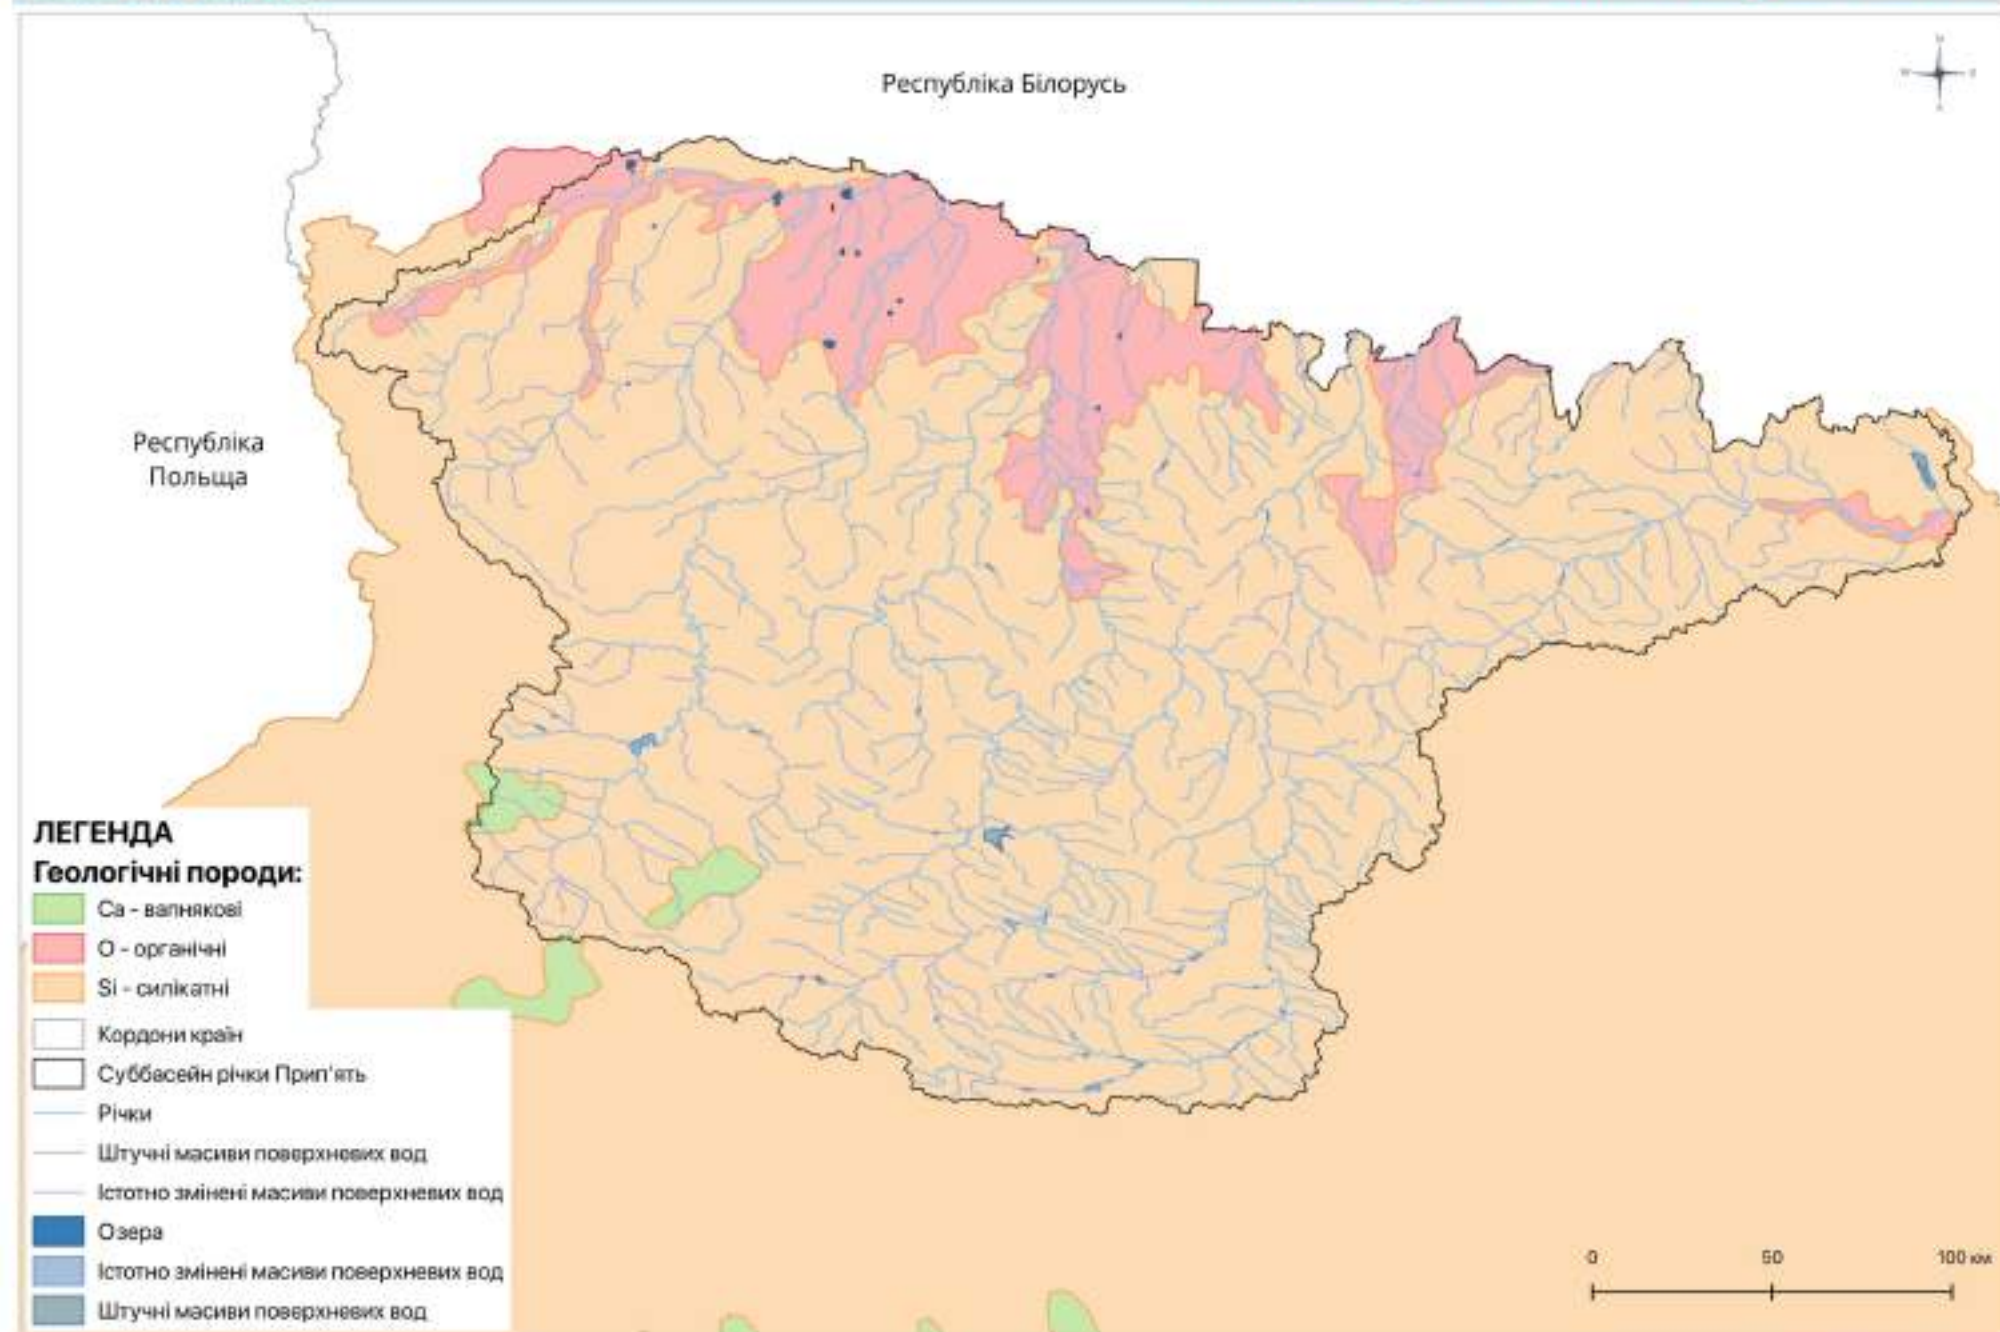 Республіка Білорусь
Республіка
Польща
ЛЕГЕНДА
Геологічні породи:
Ca - вапнякові
O - органічні
Si - силікатні
Кордони країн
Суббасейн річки Прип'ять
Річки
Штучні масиви поверхневих вод
Істотно змінені масиви поверхневих вод
Озера
Істотно змінені масиви поверхневих вод
Штучні масиви поверхневих вод
0 50 100 км